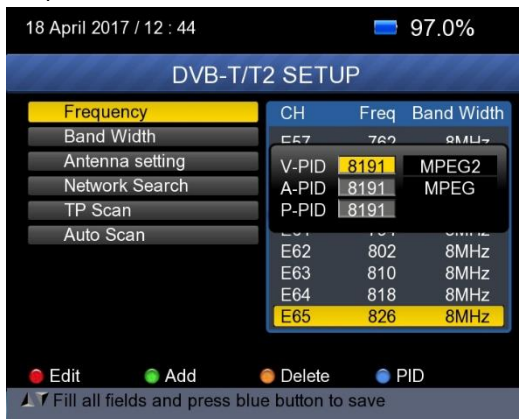 18 April 2017 / 12 : 44
97.0%
DVB-T/T2 SETUP
Frequency
Band Width
Antenna setting
Network Search
TP Scan
Auto Scan
CH Freq Band Width
E57 762 8MHz
V-PID 8191 MPEG2
A-PID 8191 MPEG
P-PID 8191
E62 802 8MHz
E63 810 8MHz
E64 818 8MHz
E65 826 8MHz
Edit Add Delete PID
Fill all fields and press blue button to save